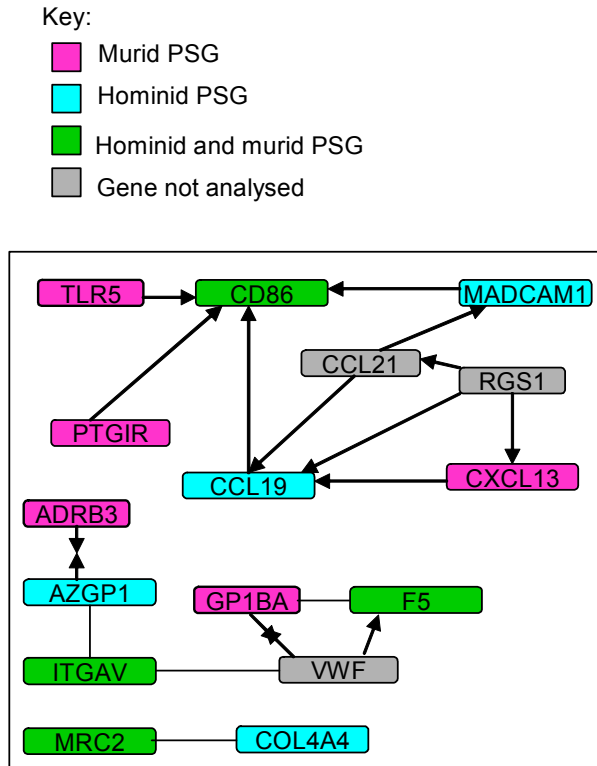 Key:
Murid PSG
Hominid PSG
Hominid and murid PSG
Gene not analysed
TLR5
CD86
MADCAM1
CCL21
RGS1
PTGIR
CCL19
CXCL13
ADRB3
AZGP1
GP1BA
F5
ITGAV
VWF
MRC2
COL4A4